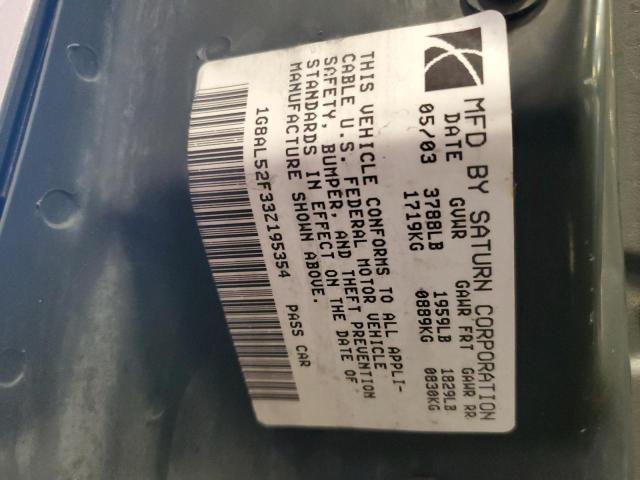 MFD BY SATURN CORPORATION
DATE GVWR GAWR FRT GAWR RR
05/03 3788LB 1959LB 1829LB
1719KG 0889KG 0830KG
THIS VEHICLE CONFORMS TO ALL APPLI-
CABLE U.S. FEDERAL MOTOR VEHICLE
SAFETY, BUMPER, AND THEFT PREVENTION
STANDARDS IN EFFECT ON THE DATE OF
MANUFACTURE SHOWN ABOVE.
1G8AL52F33Z195354 PASS CAR